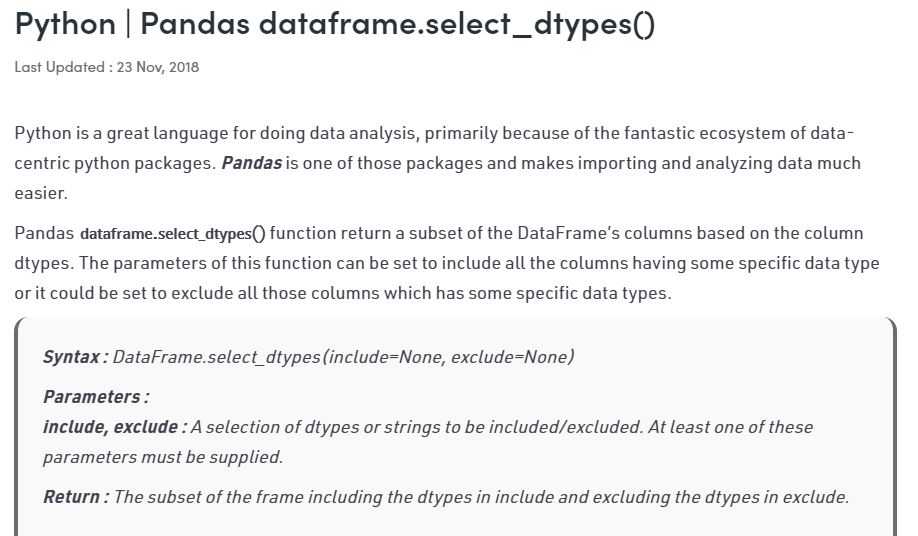 Python | Pandas dataframe.select_dtypes()
Last Updated : 23 Nov, 2018
Python is a great language for doing data analysis, primarily because of the fantastic ecosystem of data-
centric python packages. Pandas is one of those packages and makes importing and analyzing data much
easier.
Pandas dataframe.select_dtypes() function return a subset of the DataFrame's columns based on the column
dtypes. The parameters of this function can be set to include all the columns having some specific data type
or it could be set to exclude all those columns which has some specific data types.
Syntax : DataFrame.select_dtypes(include=None, exclude=None)
Parameters :
include, exclude : A selection of dtypes or strings to be included/excluded. At least one of these
parameters must be supplied.
Return : The subset of the frame including the dtypes in include and excluding the dtypes in exclude.